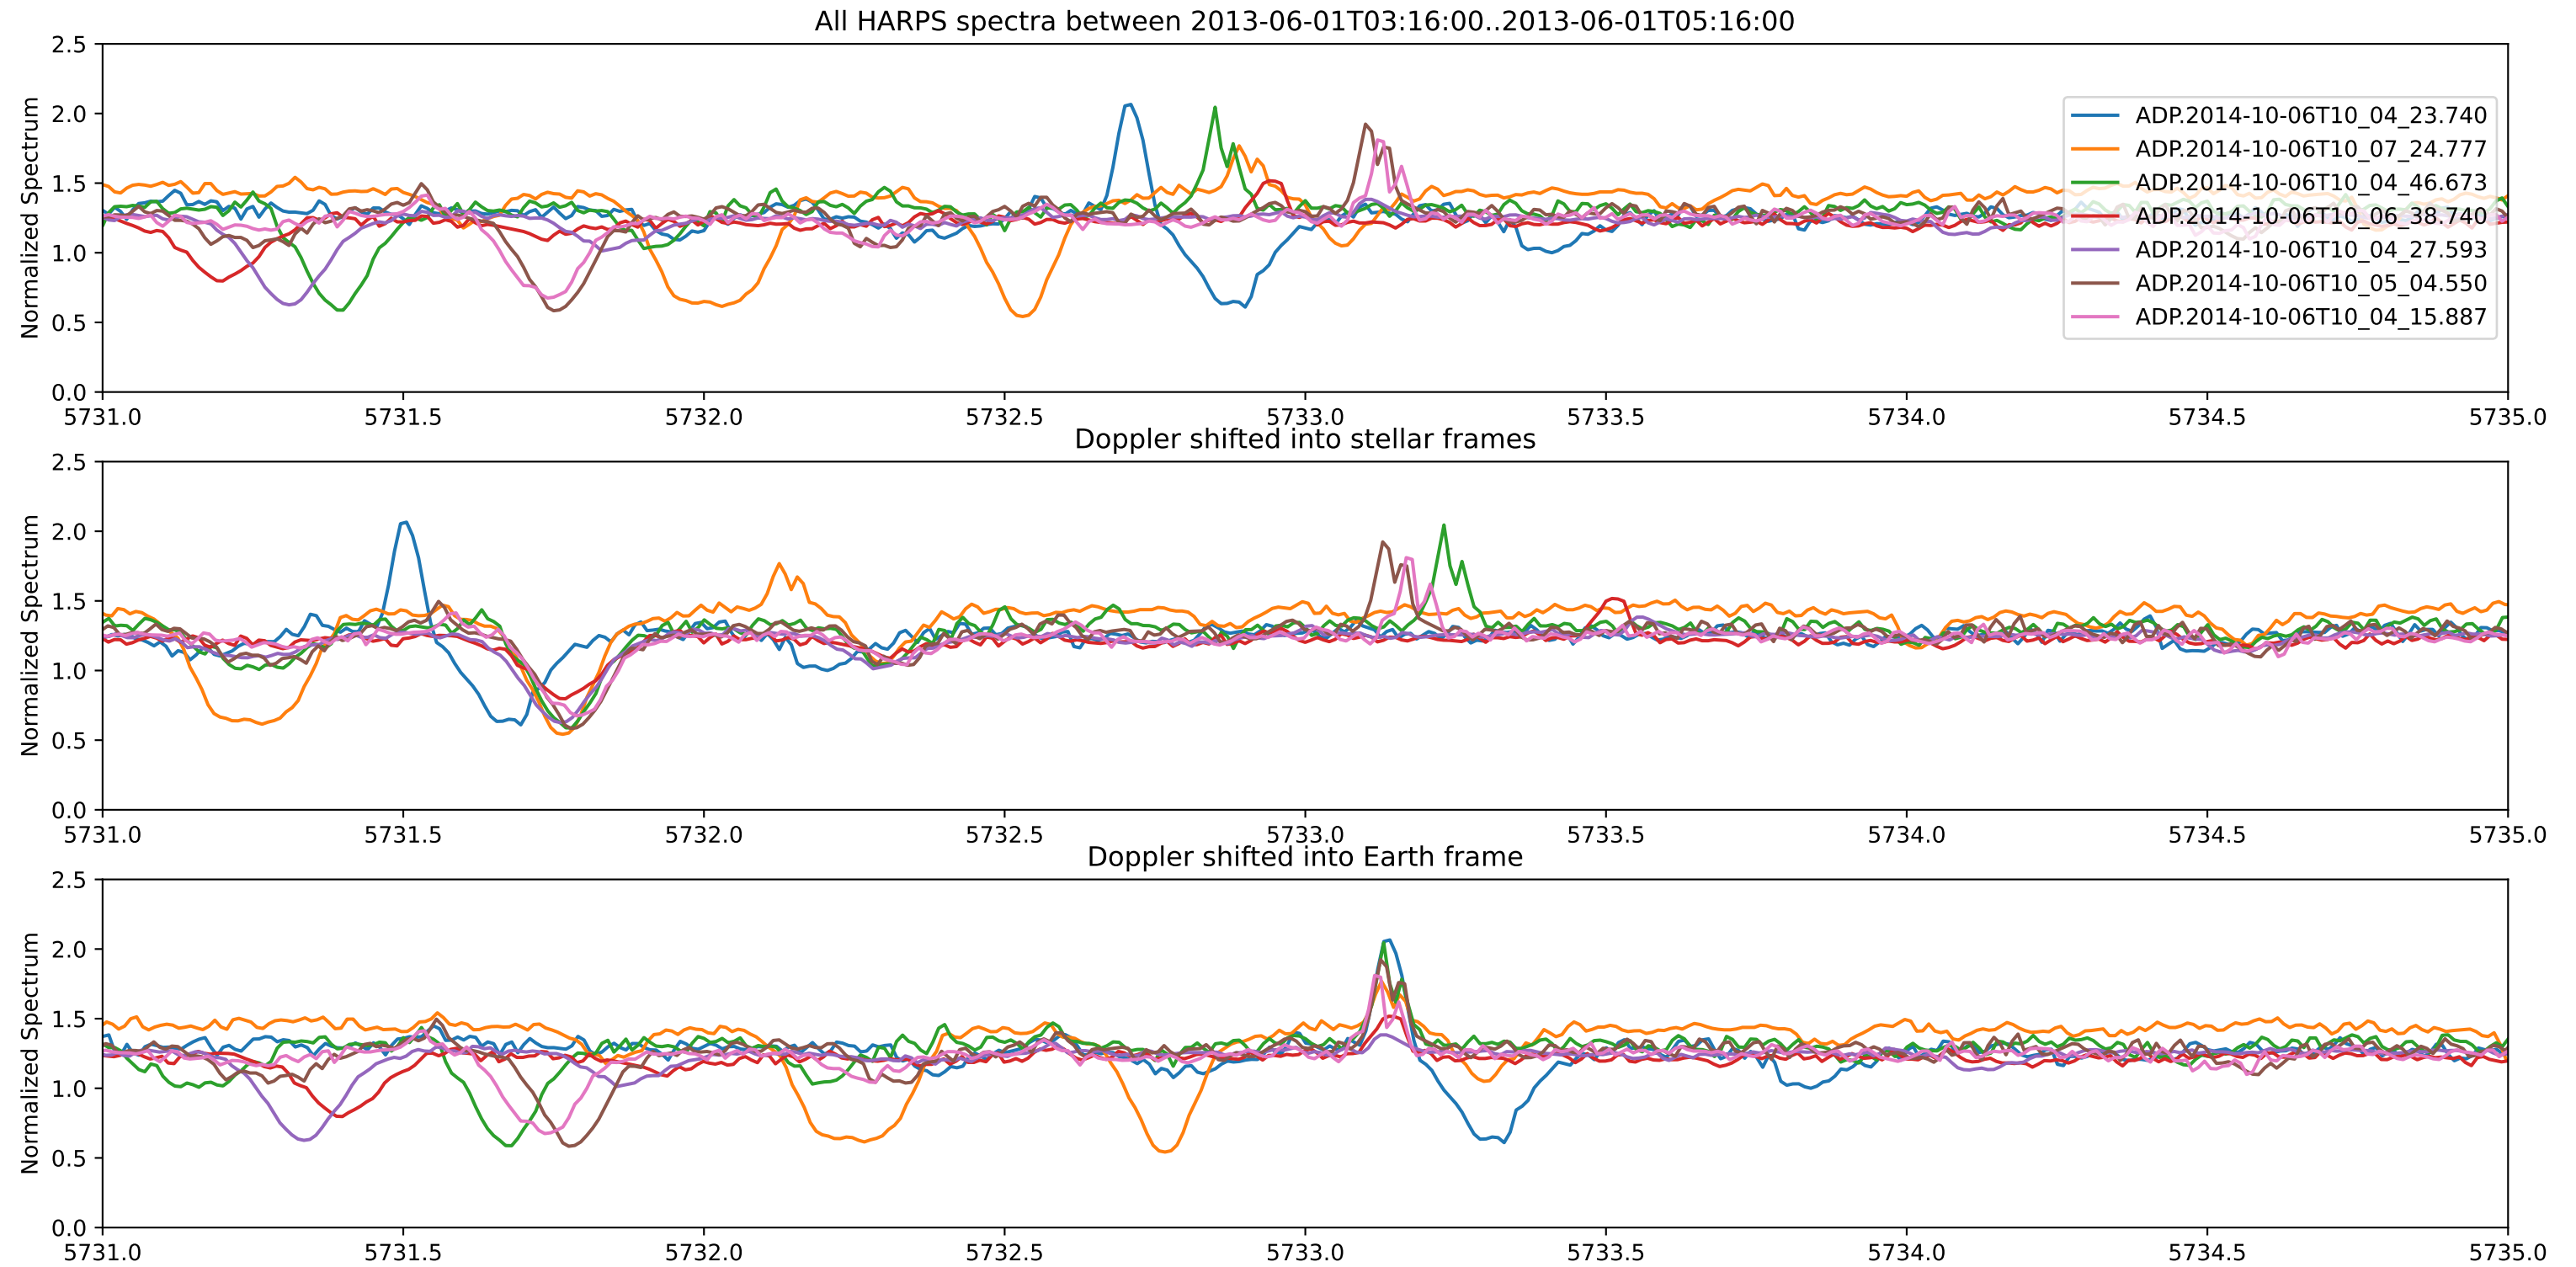 All HARPS spectra between 2013-06-01T03:16:00..2013-06-01T05:16:00
Normalized Spectrum
2.5
2.0
1.5
1.0
0.5
0.0
ADP.2014-10-06T10_04_23.740
ADP.2014-10-06T10_07_24.777
ADP.2014-10-06T10_04_46.673
ADP.2014-10-06T10_06_38.740
ADP.2014-10-06T10_04_27.593
ADP.2014-10-06T10_05_04.550
ADP.2014-10-06T10_04_15.887
5731.0 5731.5 5732.0 5732.5 5733.0 5733.5 5734.0 5734.5 5735.0
Doppler shifted into stellar frames
Normalized Spectrum
2.5
2.0
1.5
1.0
0.5
0.0
5731.0 5731.5 5732.0 5732.5 5733.0 5733.5 5734.0 5734.5 5735.0
Doppler shifted into Earth frame
Normalized Spectrum
2.5
2.0
1.5
1.0
0.5
0.0
5731.0 5731.5 5732.0 5732.5 5733.0 5733.5 5734.0 5734.5 5735.0